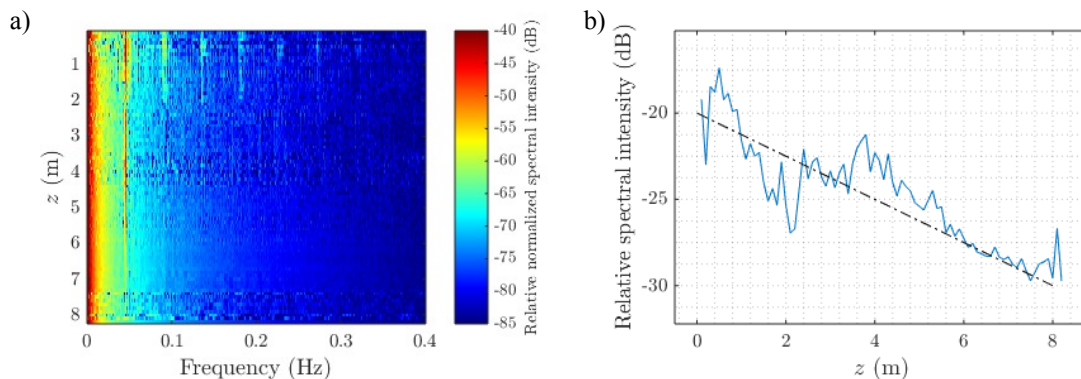 a)
1
2
3
4
5
6
7
8
z (m)
0 0.1 0.2 0.3 0.4
Frequency (Hz)
-40
-45
-50
-55
-60
-65
-70
-75
-80
-85
Relative normalized spectral intensity (dB)
b)
-20
-25
-30
Relative spectral intensity (dB)
0 2 4 6 8
z (m)